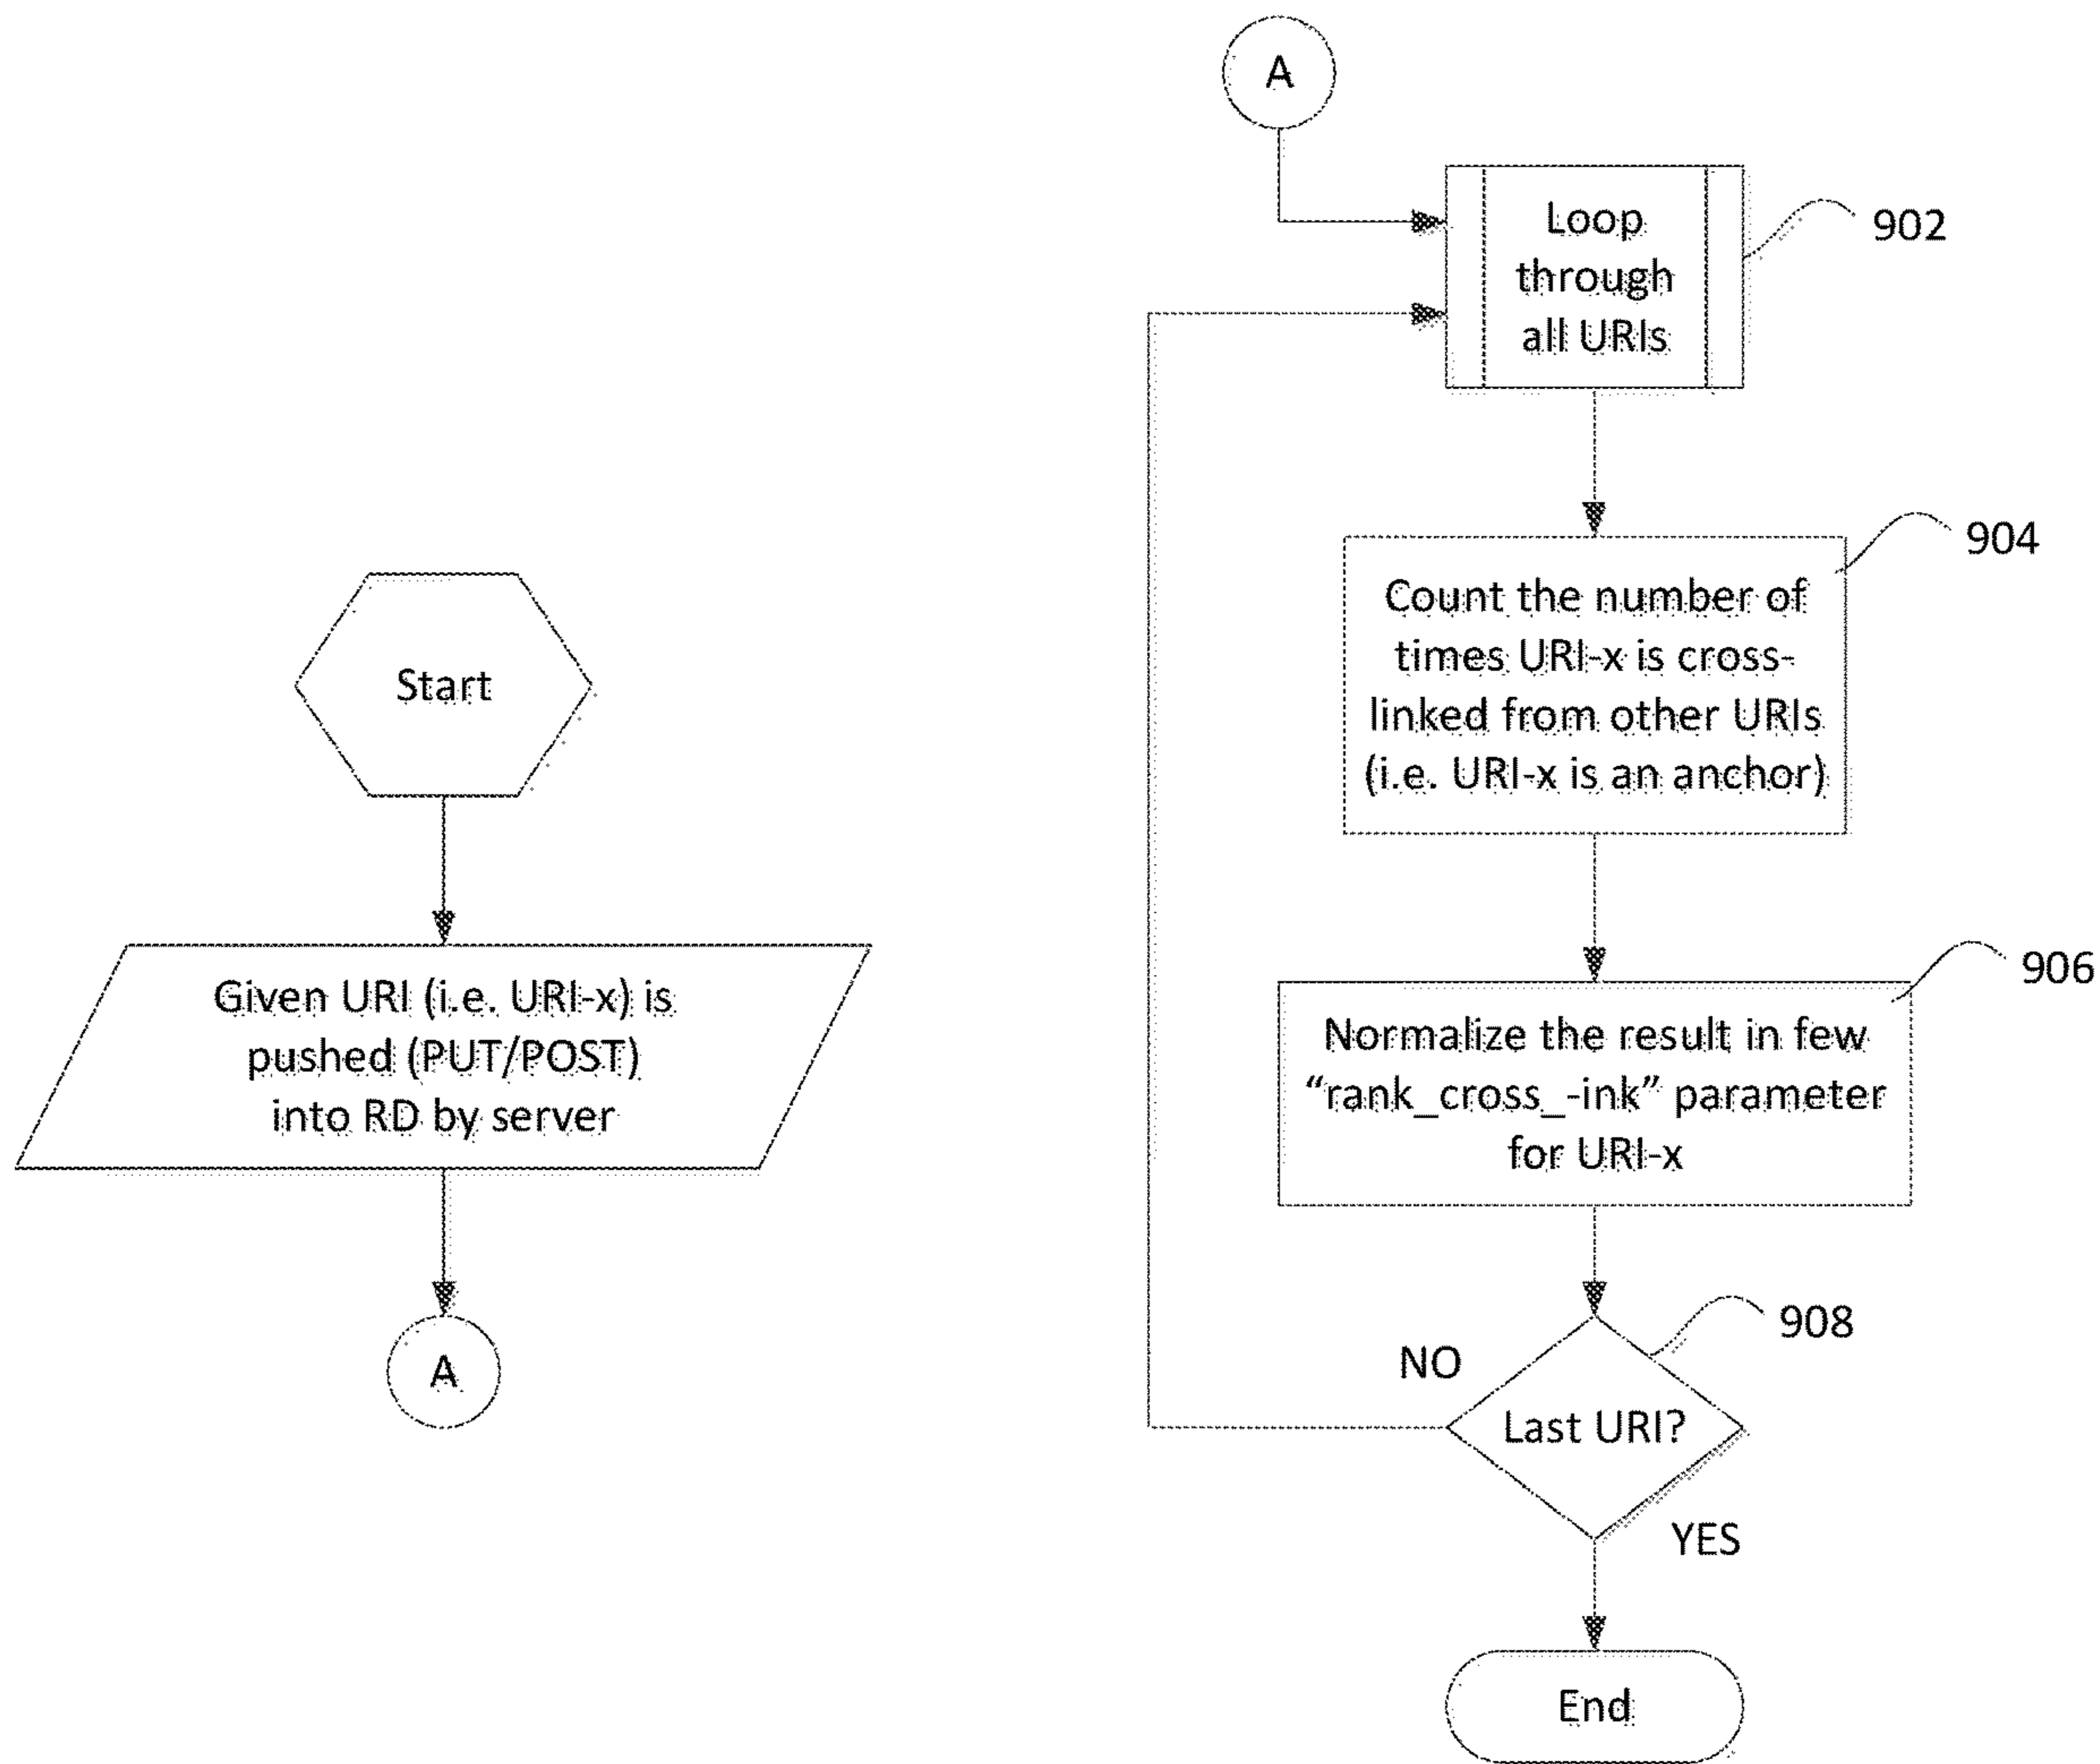 Start
Given URI (i.e. URI-x) is
pushed (PUT/POST)
into RD by server
A
A
Loop
through
all URIs
902
Count the number of
times URI-x is cross-
linked from other URIs
(i.e. URI-x is an anchor)
904
Normalize the result in few
“rank_cross_-ink” parameter
for URI-x
906
Last URI?
908
NO
YES
End